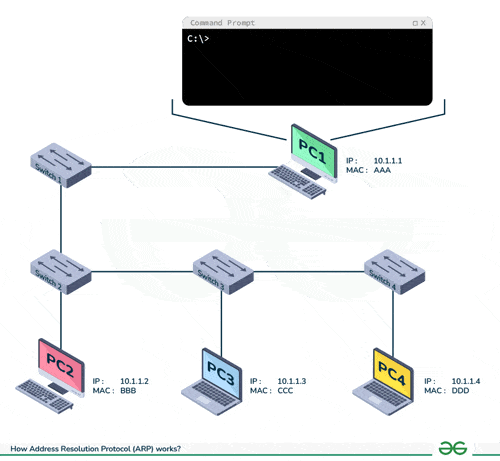 Command Prompt □ X
C:\>
PC1
IP : 10.1.1.1
MAC : AAA
Switch 1
Switch 2
Switch 3
Switch 4
PC2
IP : 10.1.1.2
MAC : BBB
PC3
IP : 10.1.1.3
MAC : CCC
PC4
IP : 10.1.1.4
MAC : DDD
How Address Resolution Protocol (ARP) works?